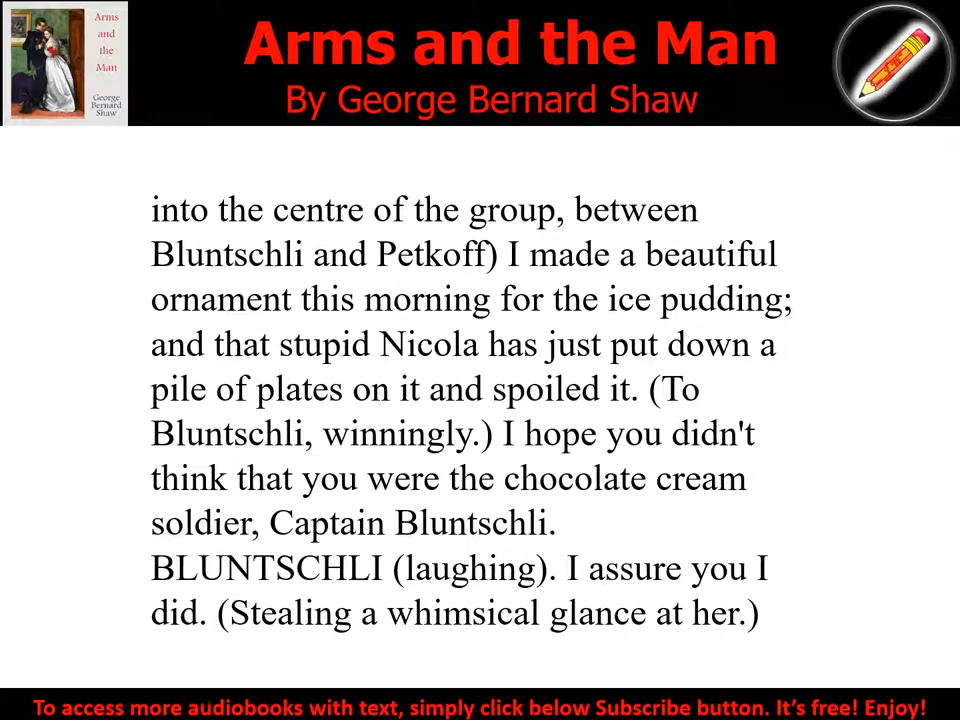 Arms
and
the
Man
George
Bernard
Shaw
Arms and the Man
By George Bernard Shaw
into the centre of the group, between
Bluntschli and Petkoff) I made a beautiful
ornament this morning for the ice pudding;
and that stupid Nicola has just put down a
pile of plates on it and spoiled it. (To
Bluntschli, winningly.) I hope you didn't
think that you were the chocolate cream
soldier, Captain Bluntschli.
BLUNTSCHLI (laughing). I assure you I
did. (Stealing a whimsical glance at her.)
To access more audiobooks with text, simply click below Subscribe button. It’s free! Enjoy!